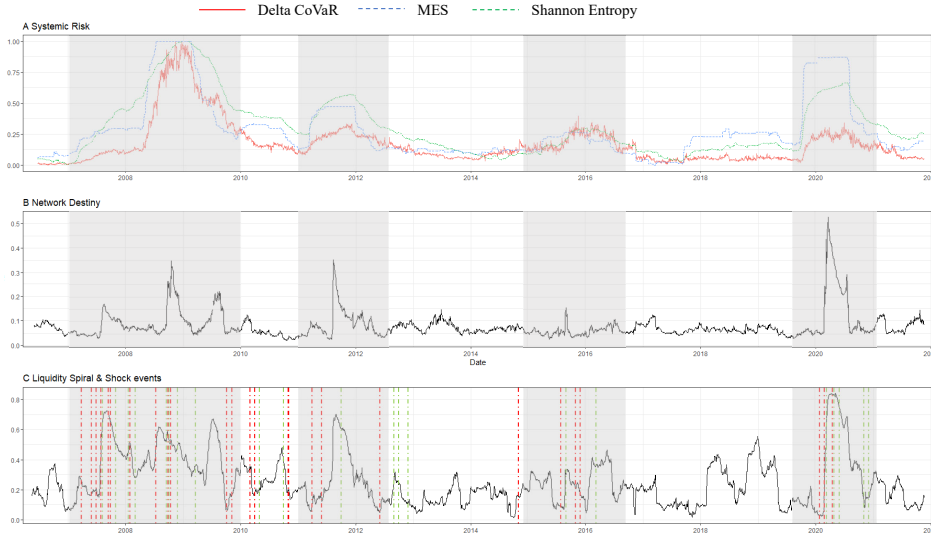 Delta CoVaR MES Shannon Entropy
A Systemic Risk
1.00
0.75
0.50
0.25
0.00
2008 2010 2012 2014 2016 2018 2020 2022
B Network Destiny
0.5
0.4
0.3
0.2
0.1
0.0
2008 2010 2012 2014 2016 2018 2020 2022
Date
C Liquidity Spiral & Shock events
0.8
0.6
0.4
0.2
0.0
2008 2010 2012 2014 2016 2018 2020 2022